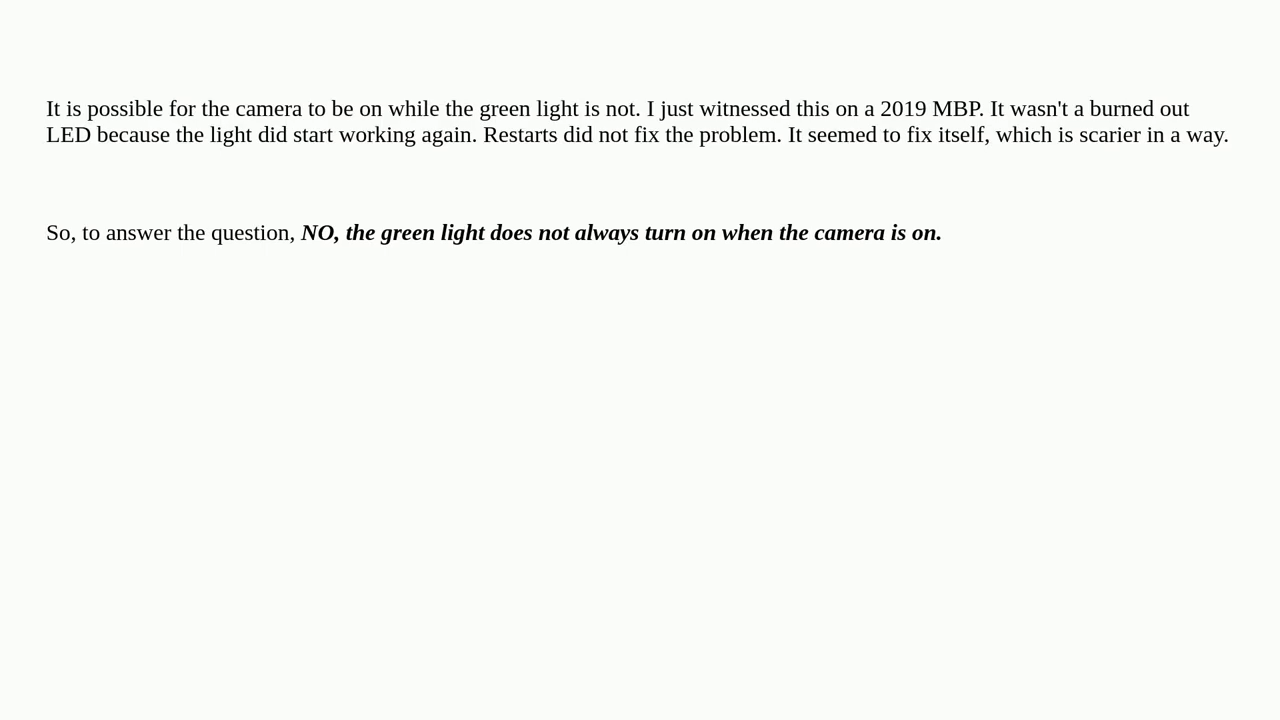 It is possible for the camera to be on while the green light is not. I just witnessed this on a 2019 MBP. It wasn't a burned out
LED because the light did start working again. Restarts did not fix the problem. It seemed to fix itself, which is scarier in a way.
So, to answer the question, NO, the green light does not always turn on when the camera is on.